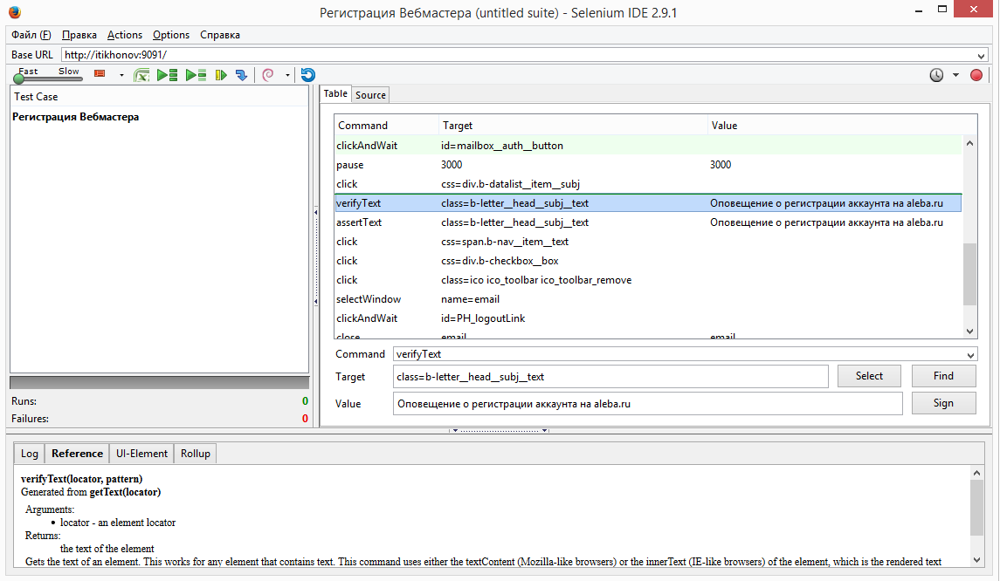 Регистрация Вебмастера (untitled suite) - Selenium IDE 2.9.1
Файл (F) Правка Actions Options Справка
Base URL http://itikhonov:9091/
Fast Slow
Test Case
Регистрация Вебмастера
Runs: 0
Failures: 0
Table Source
Command Target Value
clickAndWait id=mailbox__auth__button
pause 3000 3000
click css=div.b-datalist__item__subj
verifyText class=b-letter__head__subj__text Оповещение о регистрации аккаунта на aleba.ru
assertText class=b-letter__head__subj__text Оповещение о регистрации аккаунта на aleba.ru
click css=span.b-nav__item__text
click css=div.b-checkbox__box
click class=ico ico_toolbar ico_toolbar_remove
selectWindow name=email
clickAndWait id=PH_logoutLink
close email email
Command verifyText
Target class=b-letter__head__subj__text Select Find
Value Оповещение о регистрации аккаунта на aleba.ru Sign
Log Reference UI-Element Rollup
verifyText(locator, pattern)
Generated from getText(locator)
Arguments:
• locator - an element locator
Returns:
the text of the element
Gets the text of an element. This works for any element that contains text. This command uses either the textContent (Mozilla-like browsers) or the innerText (IE-like browsers) of the element, which is the rendered text